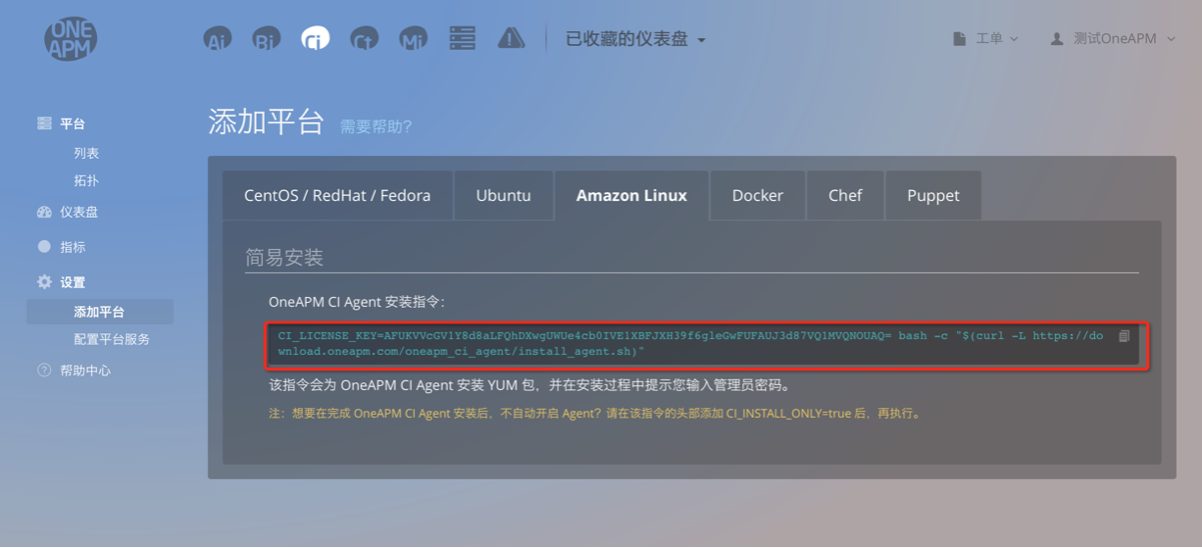 ONE APM
Ai Bi Ci Ct Mi 已收藏的仪表盘 工单 测试OneAPM
添加平台 需要帮助?
平台
列表
拓扑
仪表盘
指标
设置
添加平台
配置平台服务
帮助中心
CentOS / RedHat / Fedora Ubuntu Amazon Linux Docker Chef Puppet
简易安装
OneAPM CI Agent 安装指令:
CI_LICENSE_KEY=AFUKVVcGV1Y8d8aLFQhDXwgUWUe4cb0IVElXBFJXH39f6gleGwFUFAUJ3d87VQlMVQNOUAQ= bash -c "$(curl -L https://do
wnload.oneapm.com/oneapm_ci_agent/install_agent.sh)"
该指令会为 OneAPM CI Agent 安装 YUM 包，并在安装过程中提示您输入管理员密码。
注：想要在完成 OneAPM CI Agent 安装后，不自动开启 Agent？请在该指令的头部添加 CI_INSTALL_ONLY=true 后，再执行。